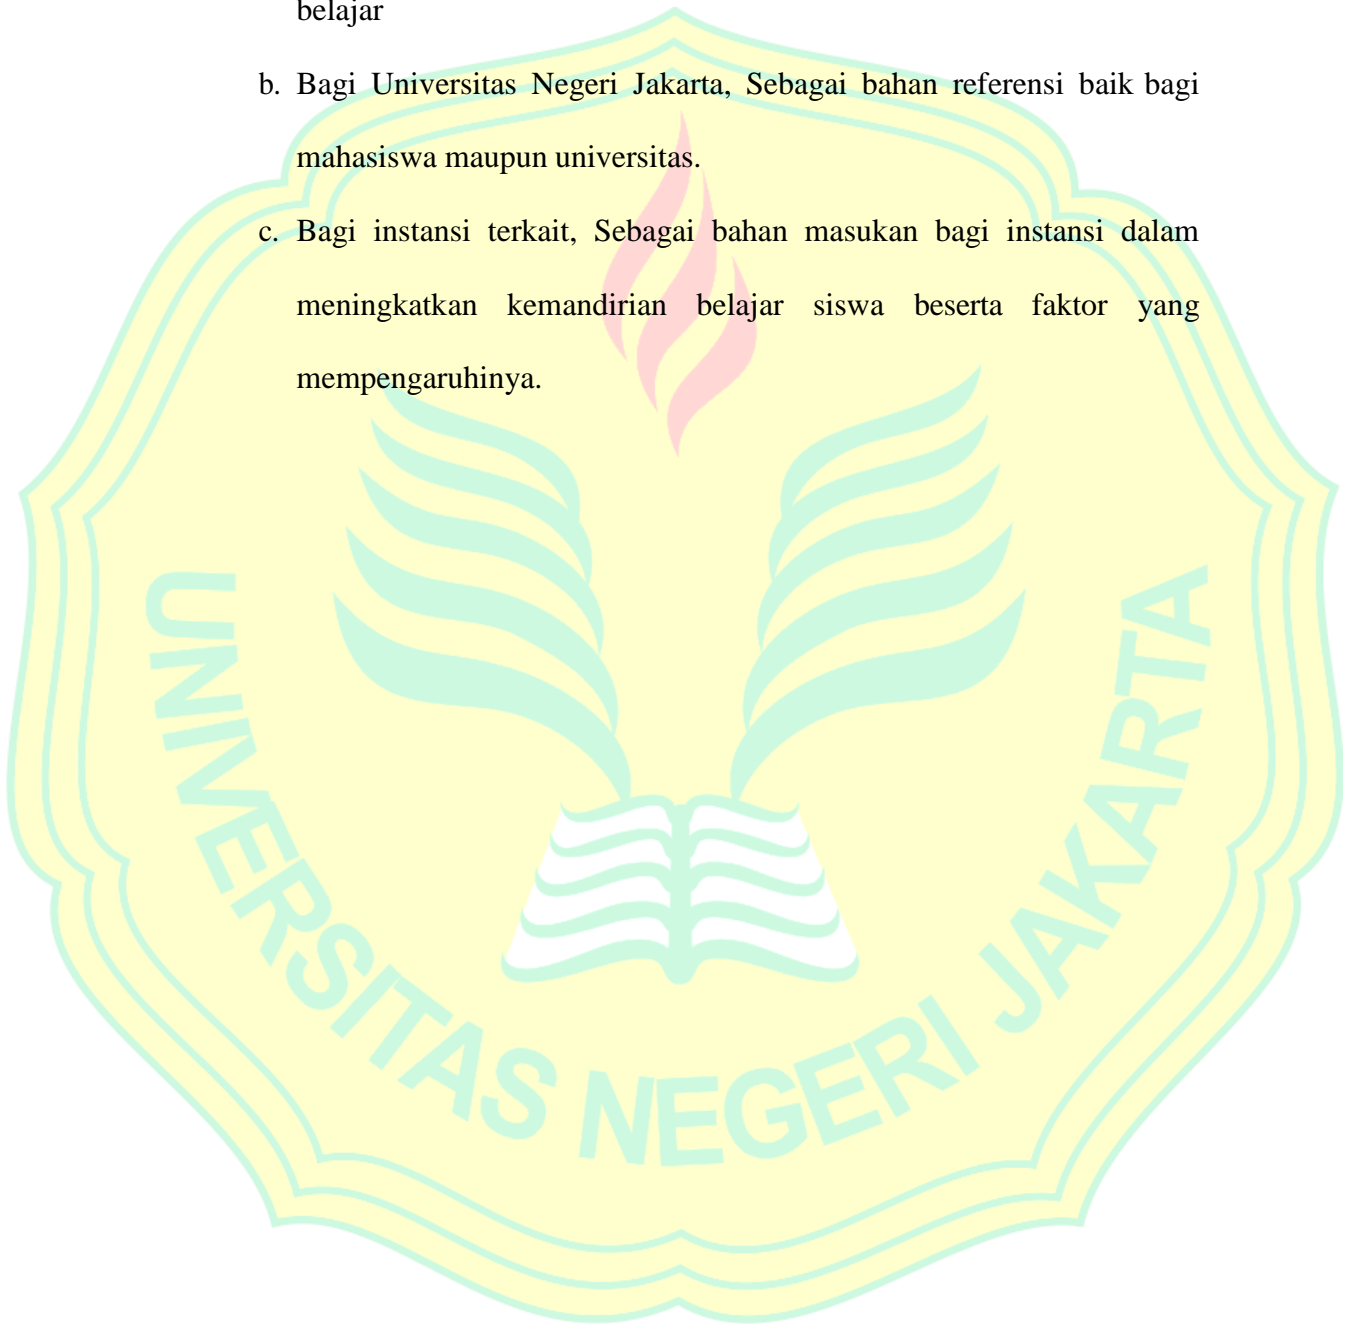 belajar
b. Bagi Universitas Negeri Jakarta, Sebagai bahan referensi baik bagi
mahasiswa maupun universitas.
c. Bagi instansi terkait, Sebagai bahan masukan bagi instansi dalam
meningkatkan kemandirian belajar siswa beserta faktor yang
mempengaruhinya.
UNIVERSITAS NEGERI JAKARTA